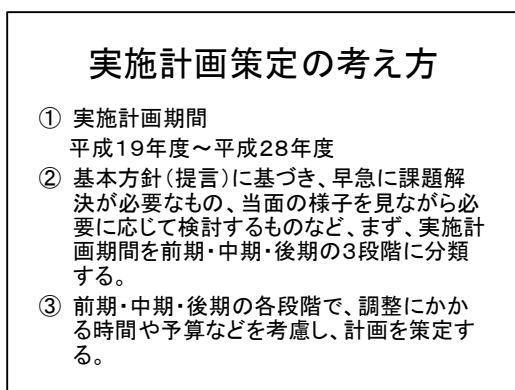 実施計画策定の考え方
① 実施計画期間
平成19年度～平成28年度
② 基本方針（提言）に基づき、早急に課題解
決が必要なもの、当面の様子を見ながら必
要に応じて検討するものなど、まず、実施計
画期間を前期・中期・後期の3段階に分類
する。
③ 前期・中期・後期の各段階で、調整にかか
る時間や予算などを考慮し、計画を策定す
る。